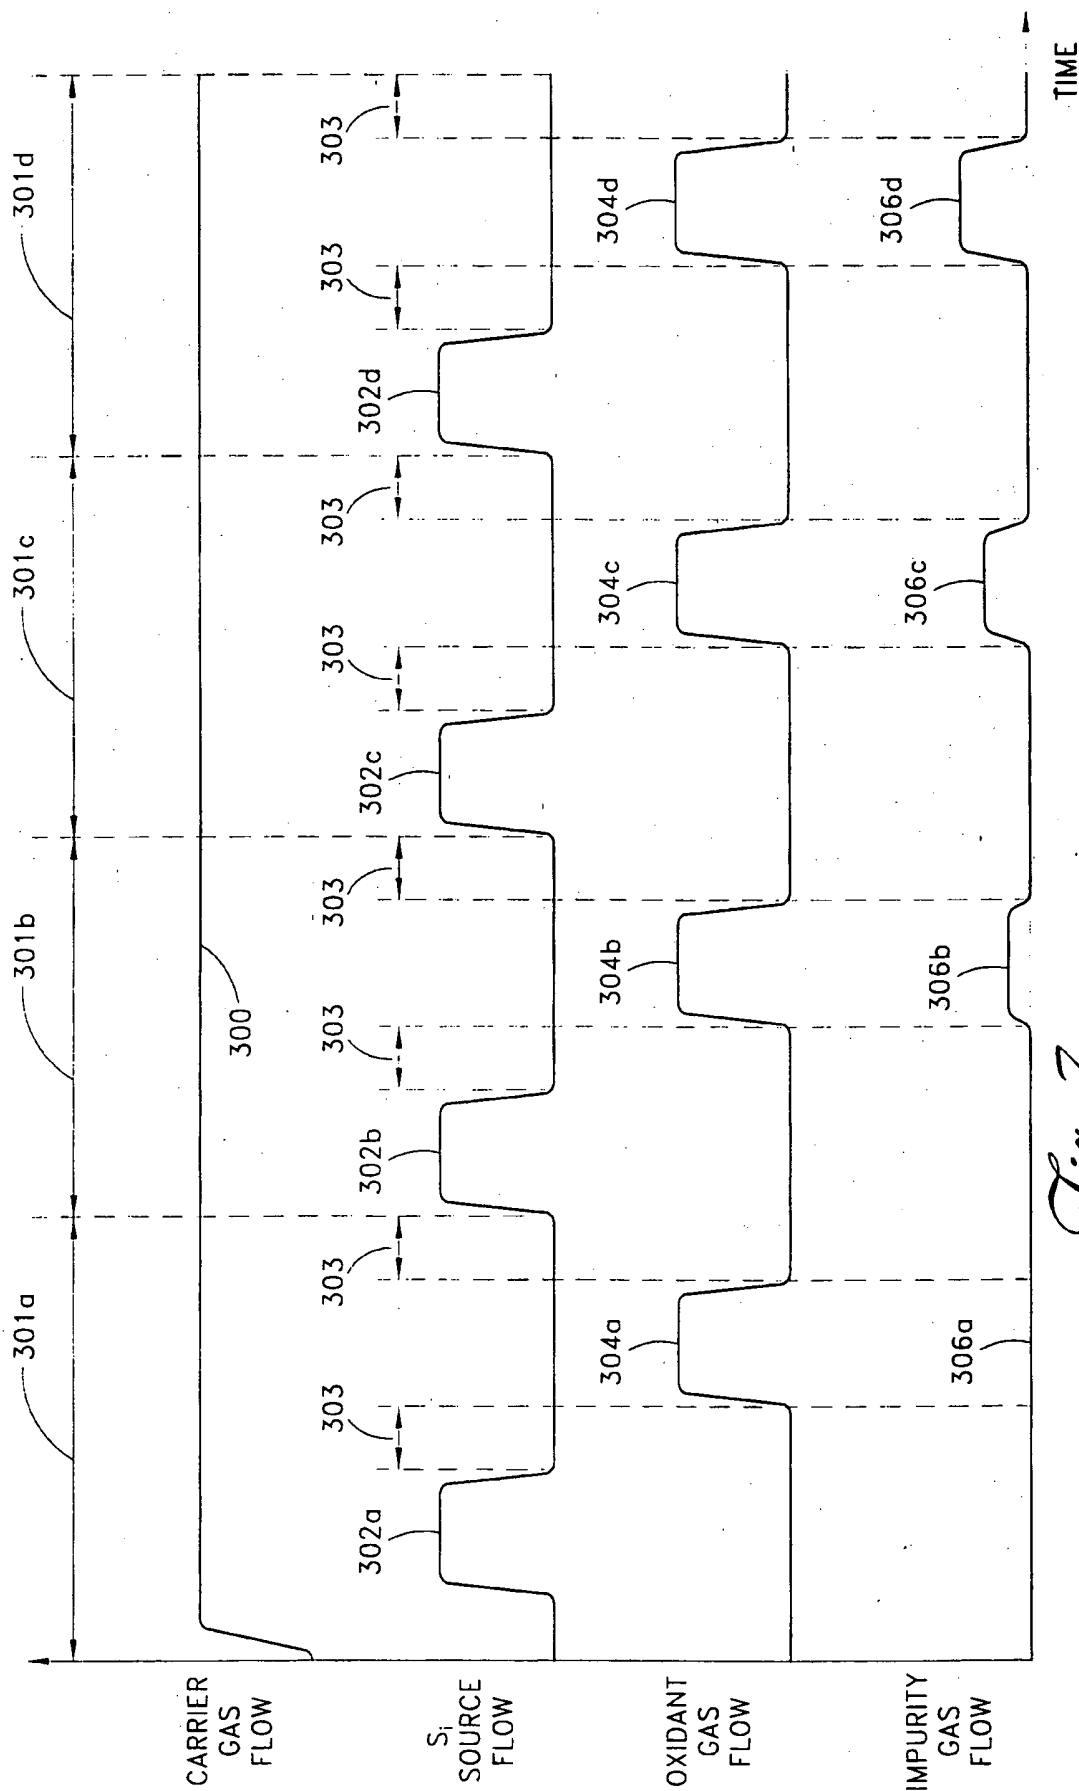 301a
301b
301c
301d
CARRIER
GAS
FLOW
300
303
303
303
303
303
303
303
303
Si
SOURCE
FLOW
302a
302b
302c
302d
OXIDANT
GAS
FLOW
304a
304b
304c
304d
IMPURITY
GAS
FLOW
306a
306b
306c
306d
TIME